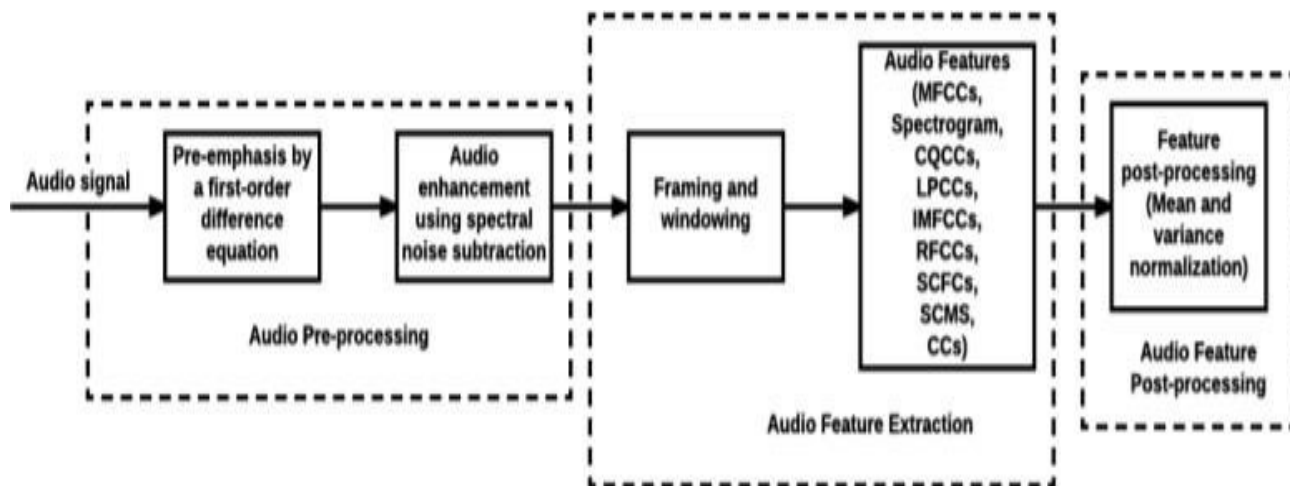 Audio signal
Pre-emphasis by
a first-order
difference
equation
Audio
enhancement
using spectral
noise subtraction
Audio Pre-processing
Framing and
windowing
Audio Features
(MFCCs,
Spectrogram,
CQCCs,
LPCCs,
IMFCCs,
RFCCs,
SCFCs,
SCMS,
CCs)
Audio Feature Extraction
Feature
post-processing
(Mean and
variance
normalization)
Audio Feature
Post-processing